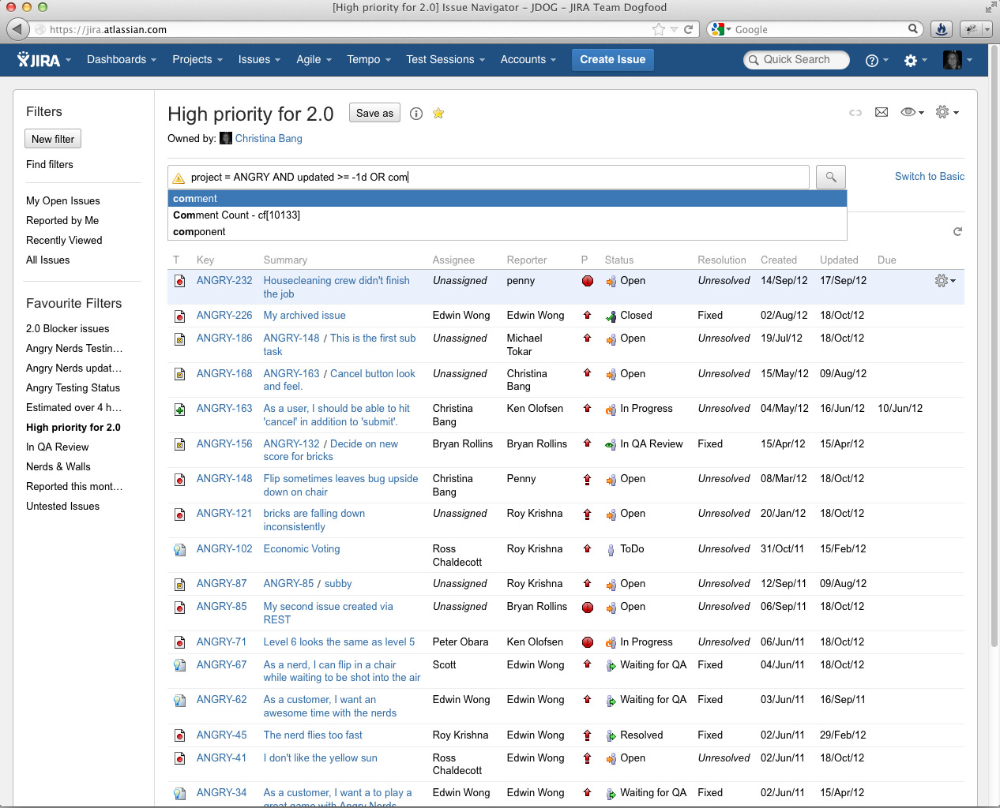 [High priority for 2.0] Issue Navigator – JDOG – JIRA Team Dogfood
https://jira.atlassian.com Google
JIRA Dashboards Projects Issues Agile Tempo Test Sessions Accounts Create Issue Quick Search
Filters
New filter
Find filters
My Open Issues
Reported by Me
Recently Viewed
All Issues
Favourite Filters
2.0 Blocker issues
Angry Nerds Testin...
Angry Nerds updat...
Angry Testing Status
Estimated over 4 h...
High priority for 2.0
In QA Review
Nerds & Walls
Reported this mont...
Untested Issues
High priority for 2.0 Save as
Owned by: Christina Bang
project = ANGRY AND updated >= -1d OR com Switch to Basic
comment
Comment Count - cf[10133]
component
T Key Summary Assignee Reporter P Status Resolution Created Updated Due
ANGRY-232 Housecleaning crew didn't finish Unassigned penny Open Unresolved 14/Sep/12 17/Sep/12
the job
ANGRY-226 My archived issue Edwin Wong Edwin Wong Closed Fixed 02/Aug/12 18/Oct/12
ANGRY-186 ANGRY-148 / This is the first sub Unassigned Michael Open Unresolved 19/Jul/12 18/Oct/12
task Tokar
ANGRY-168 ANGRY-163 / Cancel button look Unassigned Christina Open Unresolved 15/May/12 09/Aug/12
and feel. Bang
ANGRY-163 As a user, I should be able to hit Christina Ken Olofsen In Progress Unresolved 04/May/12 16/Jun/12 10/Jun/12
'cancel' in addition to 'submit'. Bang
ANGRY-156 ANGRY-132 / Decide on new Bryan Rollins Bryan Rollins In QA Review Fixed 15/Apr/12 15/Apr/12
score for bricks
ANGRY-148 Flip sometimes leaves bug upside Christina Penny Open Unresolved 08/Mar/12 18/Oct/12
down on chair Bang
ANGRY-121 bricks are falling down Unassigned Roy Krishna Open Unresolved 20/Jan/12 18/Oct/12
inconsistently
ANGRY-102 Economic Voting Ross Roy Krishna ToDo Unresolved 31/Oct/11 15/Feb/12
Chaldecott
ANGRY-87 ANGRY-85 / subby Unassigned Roy Krishna Open Unresolved 12/Sep/11 09/Aug/12
ANGRY-85 My second issue created via Unassigned Bryan Rollins Open Unresolved 06/Sep/11 18/Oct/12
REST
ANGRY-71 Level 6 looks the same as level 5 Peter Obara Ken Olofsen In Progress Unresolved 06/Jun/11 18/Oct/12
ANGRY-67 As a nerd, I can flip in a chair Scott Edwin Wong Waiting for QA Fixed 04/Jun/11 18/Oct/12
while waiting to be shot into the air
ANGRY-62 As a customer, I want an Edwin Wong Edwin Wong Waiting for QA Fixed 03/Jun/11 16/Sep/11
awesome time with the nerds
ANGRY-45 The nerd flies too fast Roy Krishna Edwin Wong Resolved Fixed 02/Jun/11 29/Feb/12
ANGRY-41 I don't like the yellow sun Ross Edwin Wong Open Unresolved 02/Jun/11 18/Oct/12
Chaldecott
ANGRY-34 As a customer, I want a to play a Edwin Wong Edwin Wong Waiting for QA Fixed 02/Jun/11 15/Apr/12
great game with Angry Nerds